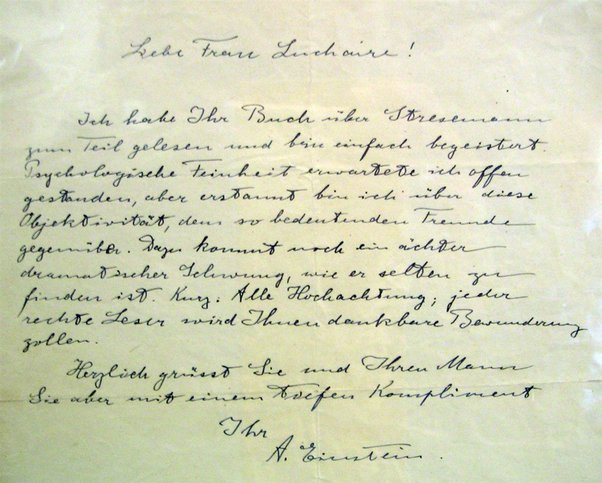 Liebe Frau Luchaire!
Ich habe Ihr Buch über Stresemann
zum Teil gelesen und bin einfach begeistert.
Psychologische Feinheit erwartete ich offen
gestanden, aber erstaunt bin ich über diese
Objektivität, dem so bedeutenden Freunde
gegenüber. Dazu kommt noch ein ächter
dramatischer Schwung, wie er selten zu
finden ist. Kurz: Alle Hochachtung; jeder
rechte Leser wird Ihnen dankbare Bewunderung
zollen.
Herzlich grüsst Sie und Ihren Mann
Sie aber mit einem tiefen Kompliment
Ihr
A. Einstein.